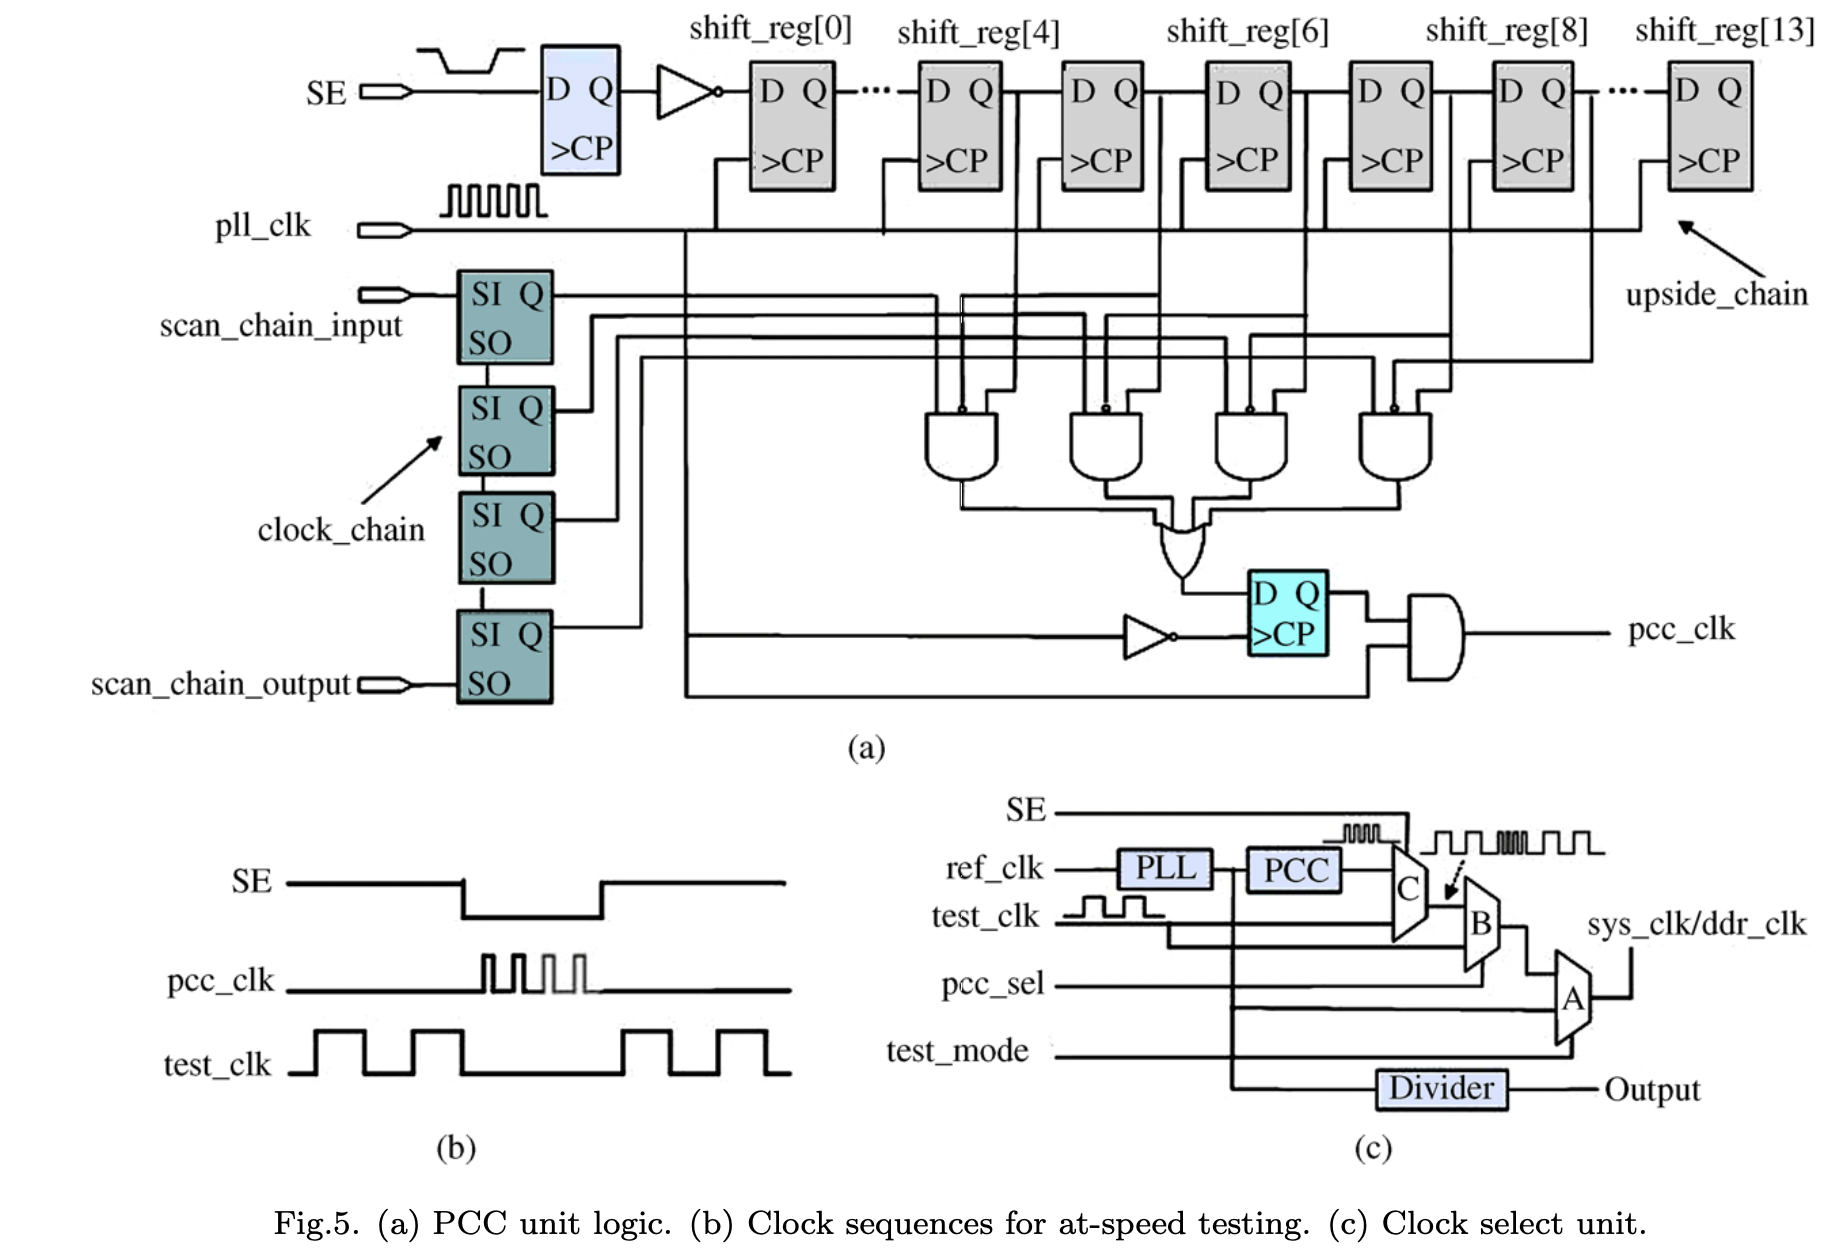 shift_reg[0] shift_reg[4] shift_reg[6] shift_reg[8] shift_reg[13]
SE D Q D Q D Q D Q D Q D Q D Q D Q
>CP >CP >CP >CP >CP >CP >CP >CP
pll_clk
upside_chain
SI Q
scan_chain_input
SO
SI Q
SO
clock_chain
SI Q
SO
D Q
>CP
pcc_clk
SI Q
scan_chain_output SO
(a)
SE
pcc_clk
test_clk
(b)
SE
ref_clk PLL PCC C
test_clk B sys_clk/ddr_clk
pcc_sel A
test_mode
Divider Output
(c)
Fig.5. (a) PCC unit logic. (b) Clock sequences for at-speed testing. (c) Clock select unit.